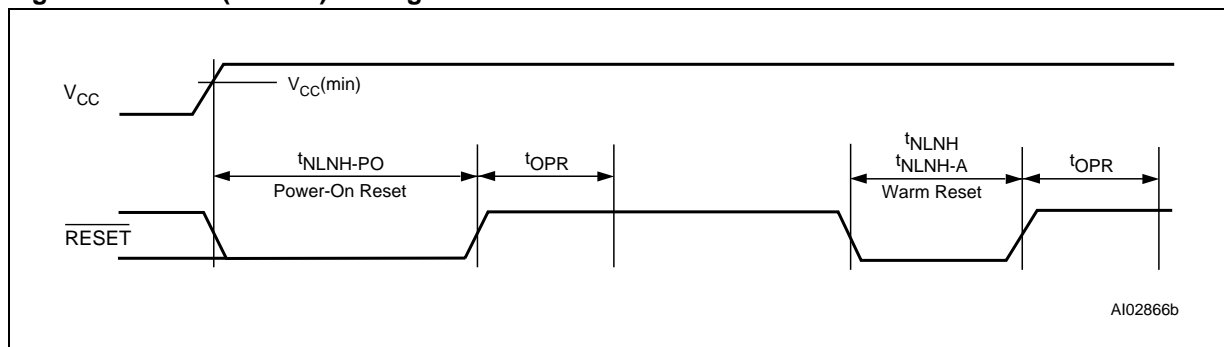 V_CC
V_CC(min)
t_NLNH-PO
Power-On Reset
t_OPR
t_NLNH
t_NLNH-A
Warm Reset
t_OPR
RESET
AI02866b